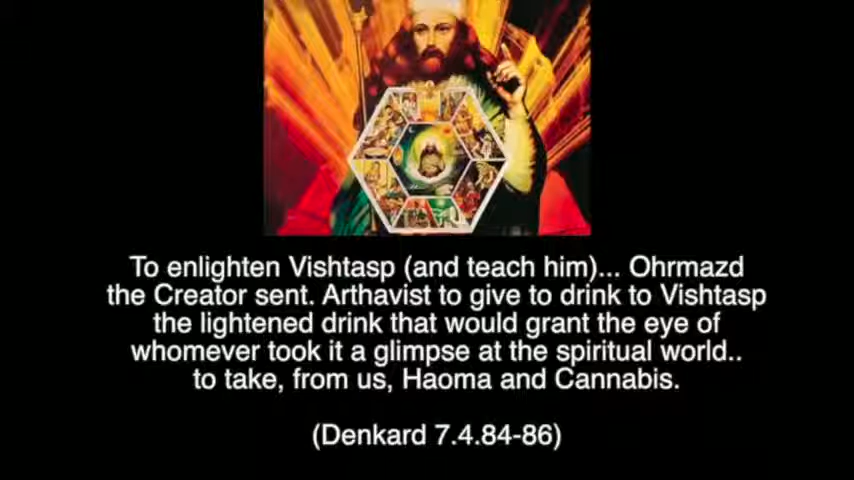 To enlighten Vishtasp (and teach him)... Ohrmazd
the Creator sent. Arthavist to give to drink to Vishtasp
the lightened drink that would grant the eye of
whomever took it a glimpse at the spiritual world..
to take, from us, Haoma and Cannabis.
(Denkard 7.4.84-86)